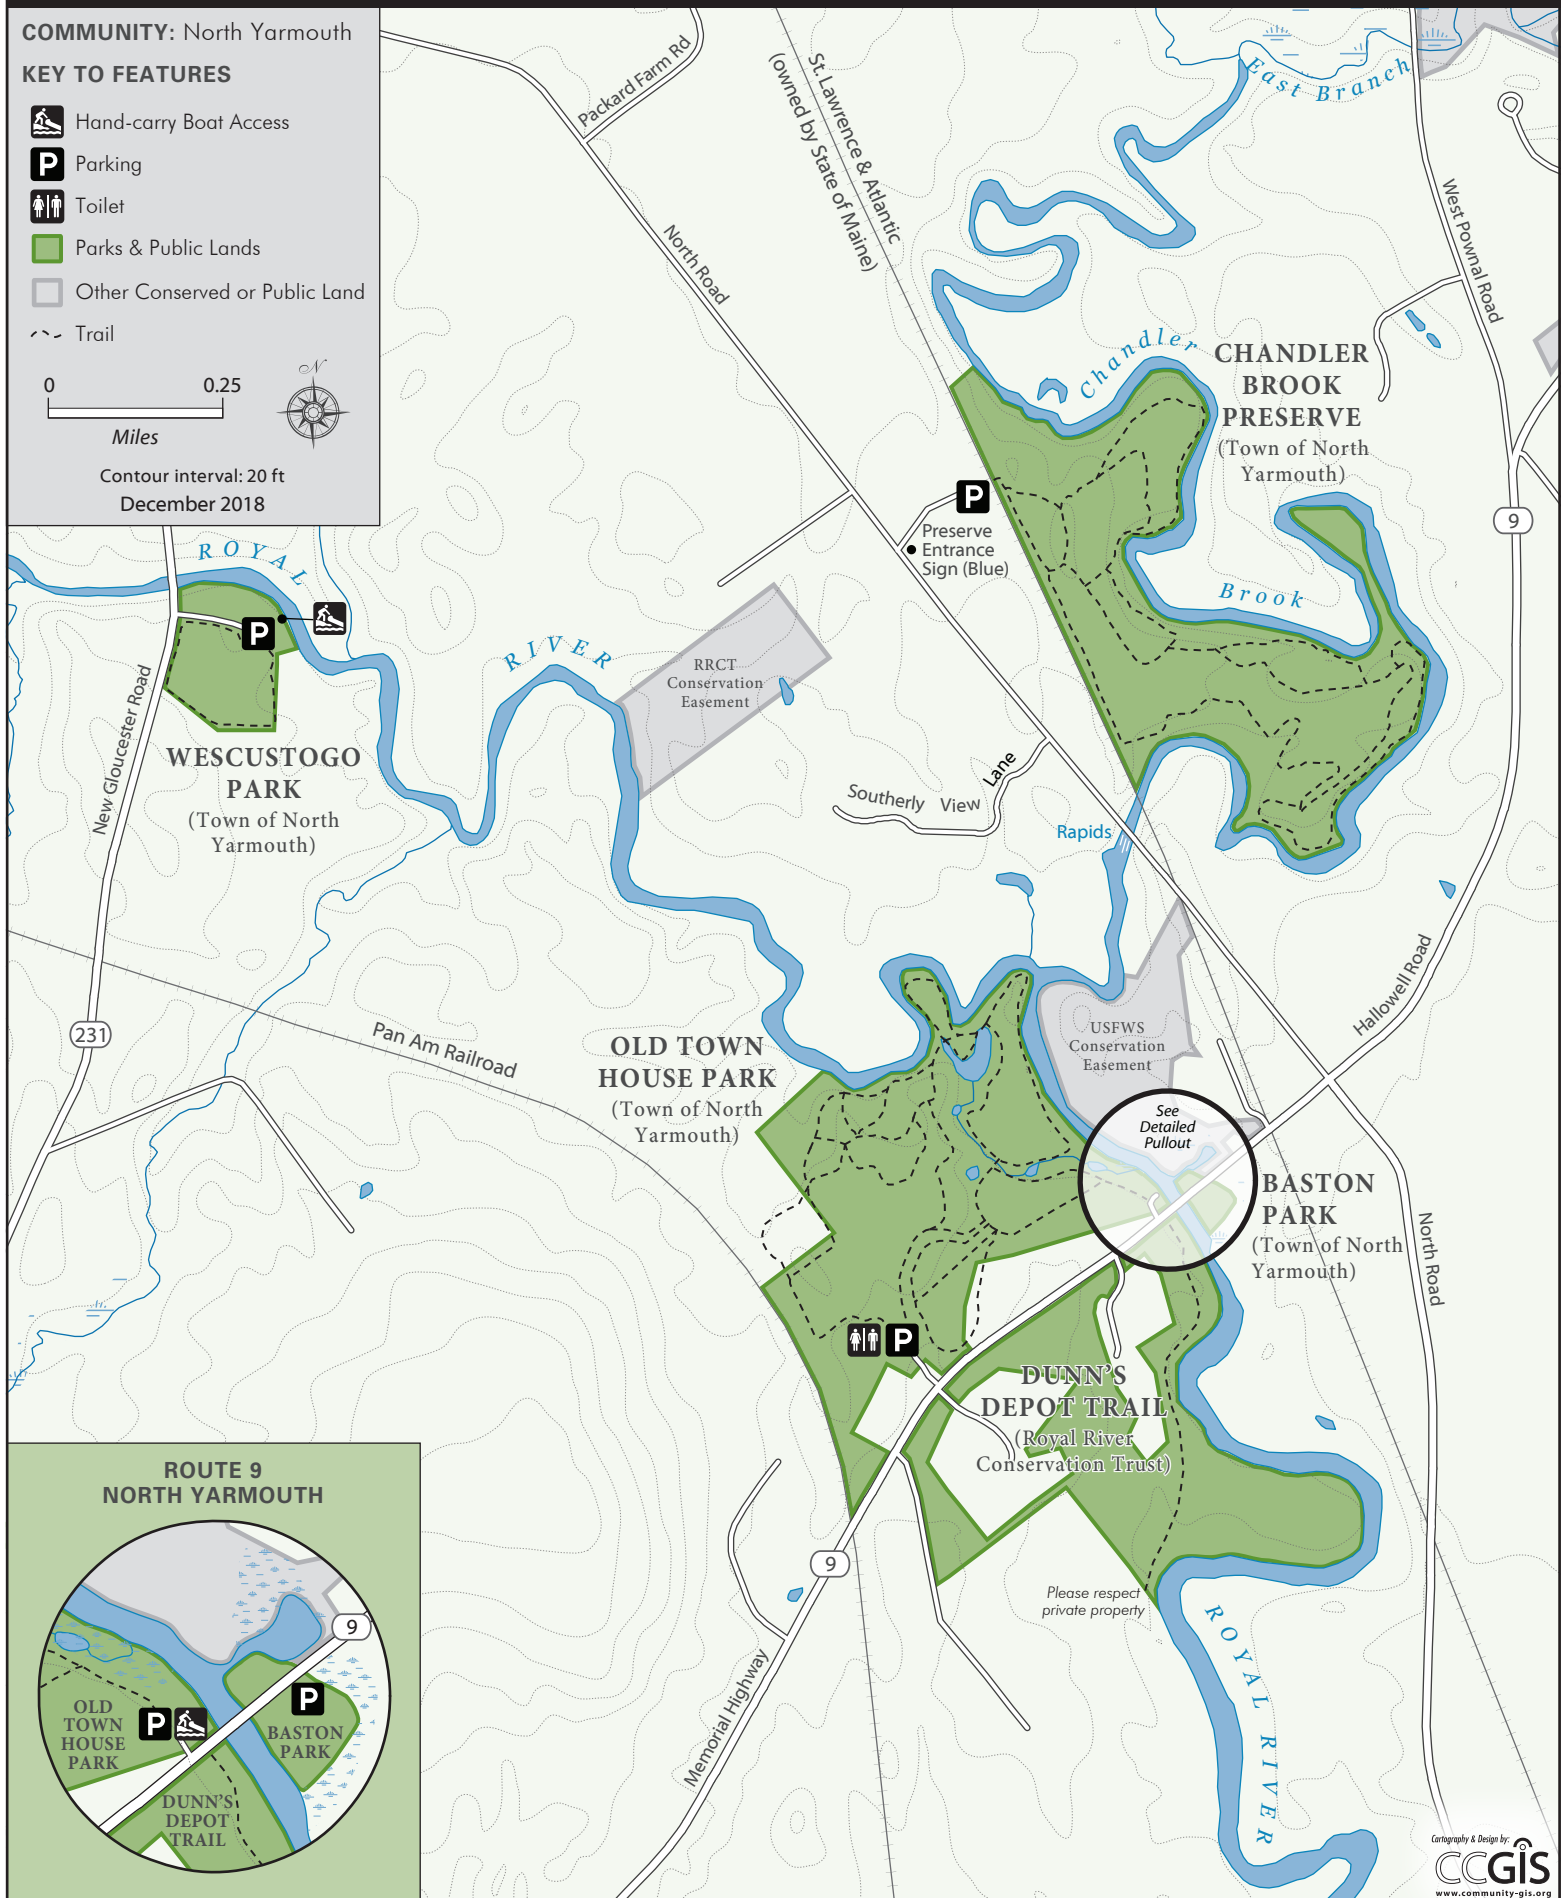 COMMUNITY: North Yarmouth
KEY TO FEATURES
Hand-carry Boat Access
P Parking
Toilet
Parks & Public Lands
Other Conserved or Public Land
Trail
N
0 0.25
Miles
Contour interval: 20 ft
December 2018
Packard Farm Rd
St. Lawrence & Atlantic
(owned by State of Maine)
East Branch
North Road
West Pownal Road
Chandler
CHANDLER
BROOK
PRESERVE
(Town of North
Yarmouth)
P
Preserve
Entrance
Sign (Blue)
9
Brook
ROYAL
P
RIVER
RRCT
Conservation
Easement
New Gloucester Road
WESCUSTOGO
PARK
(Town of North
Yarmouth)
Southerly View Lane
Rapids
231
Pan Am Railroad
Hallowell Road
OLD TOWN
HOUSE PARK
(Town of North
Yarmouth)
USFWS
Conservation
Easement
See
Detailed
Pullout
BASTON
PARK
(Town of North
Yarmouth)
North Road
P
DUNN'S
DEPOT TRAIL
(Royal River
Conservation Trust)
9
Please respect
private property
ROYAL RIVER
Memorial Highway
ROUTE 9
NORTH YARMOUTH
9
OLD
TOWN
HOUSE
PARK
P
P
BASTON
PARK
DUNN'S
DEPOT
TRAIL
Cartography & Design by:
CCGIS
www.community-gis.org